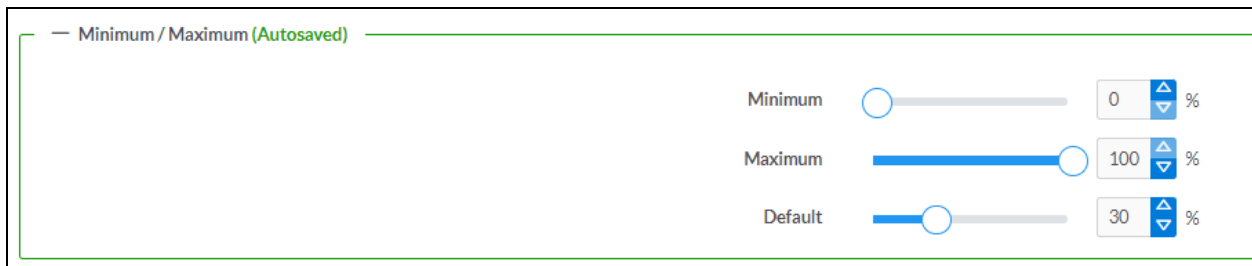 Minimum / Maximum (Autosaved)
Minimum 0 %
Maximum 100 %
Default 30 %